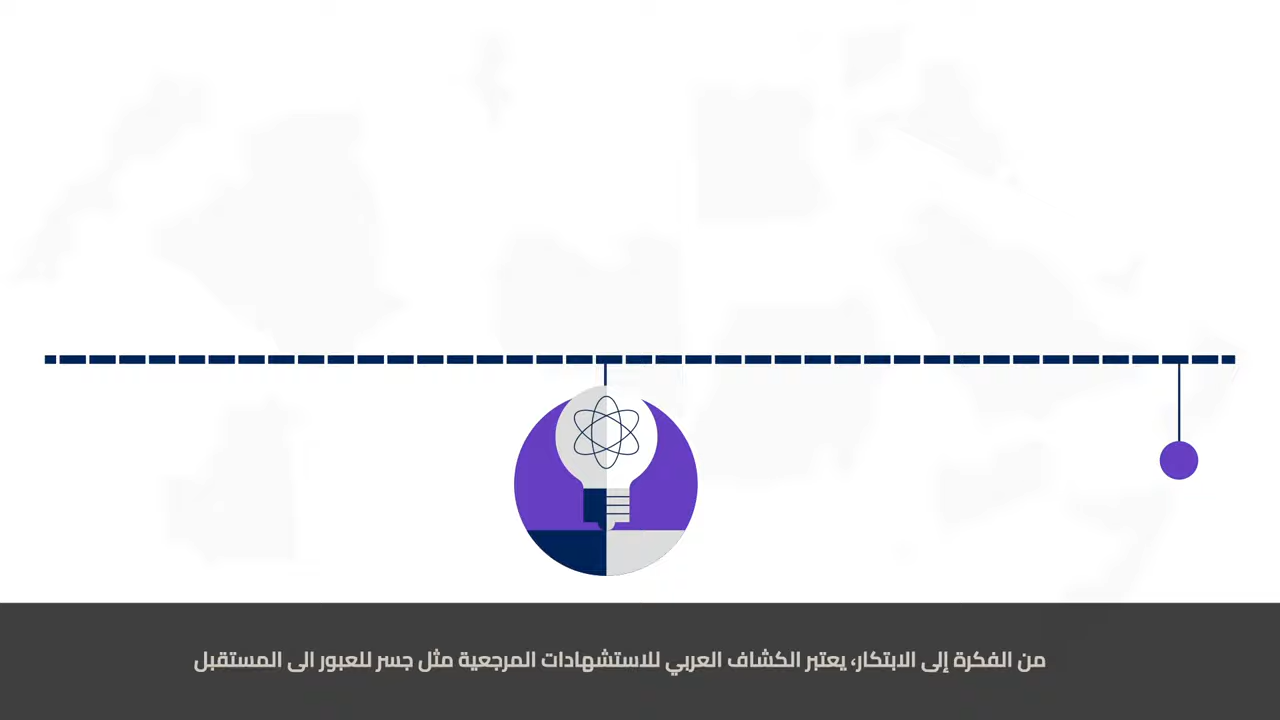 من الفكرة إلى الابتكار، يعتبر الكشاف العربي للاستشهادات المرجعية مثل جسر للعبور الى المستقبل